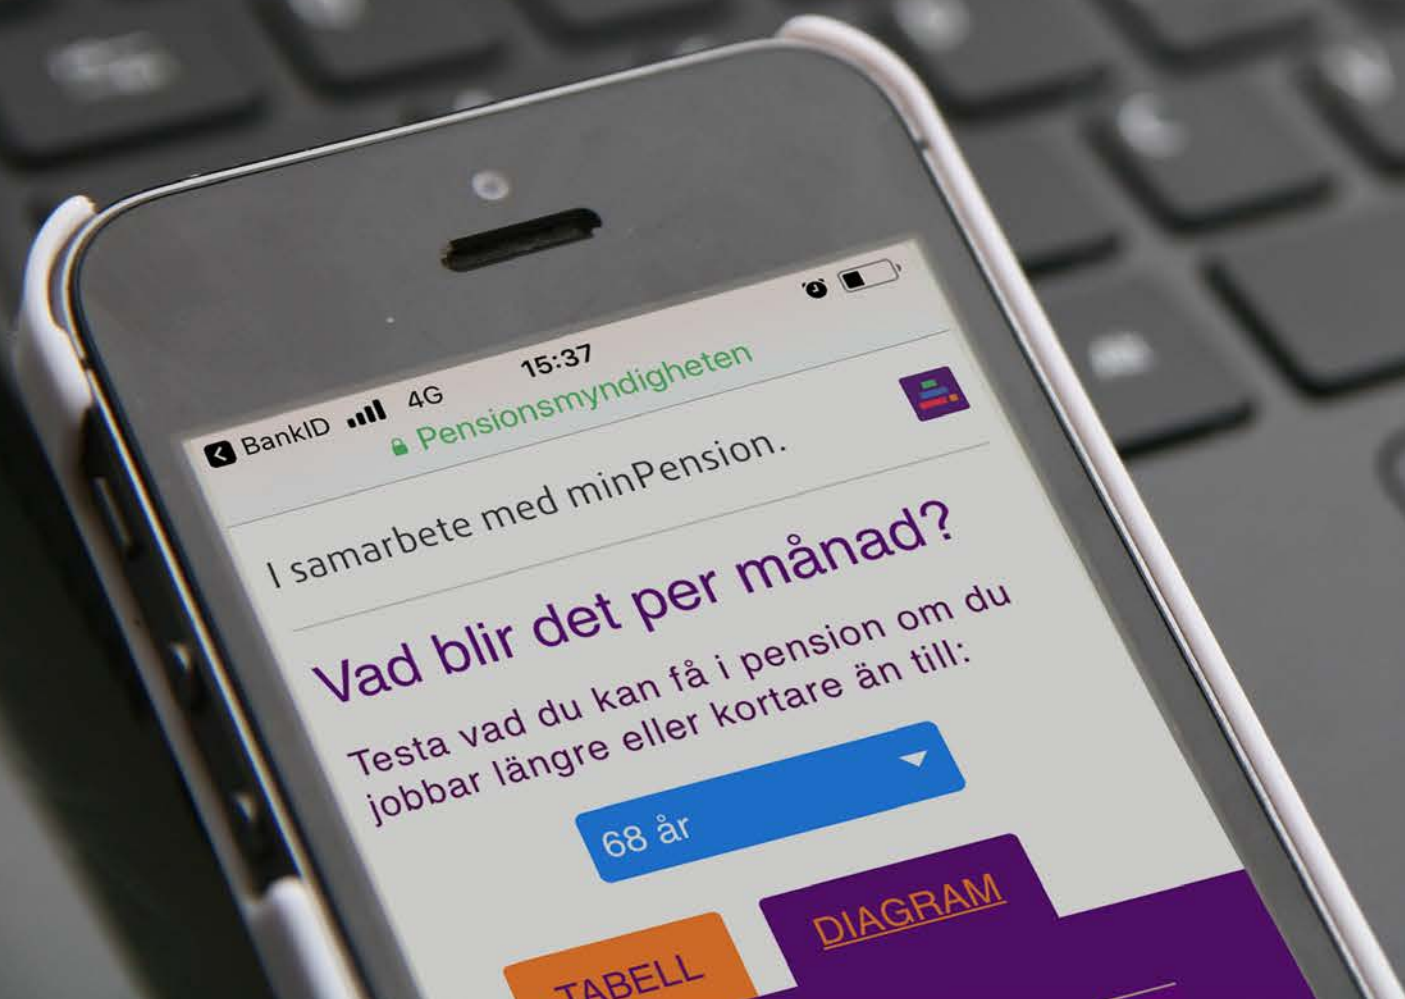 BankID 4G 15:37
Pensionsmyndigheten
I samarbete med minPension.
Vad blir det per månad?
Testa vad du kan få i pension om du
jobbar längre eller kortare än till:
68 år
TABELL DIAGRAM